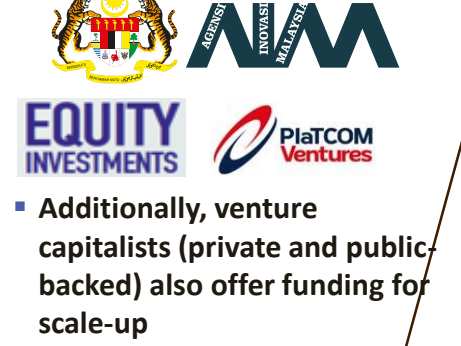 AGENSI
INOVASI
MALAYSIA
AIM
EQUITY
INVESTMENTS
PlaTCOM
Ventures
▪ Additionally, venture
capitalists (private and public-
backed) also offer funding for
scale-up